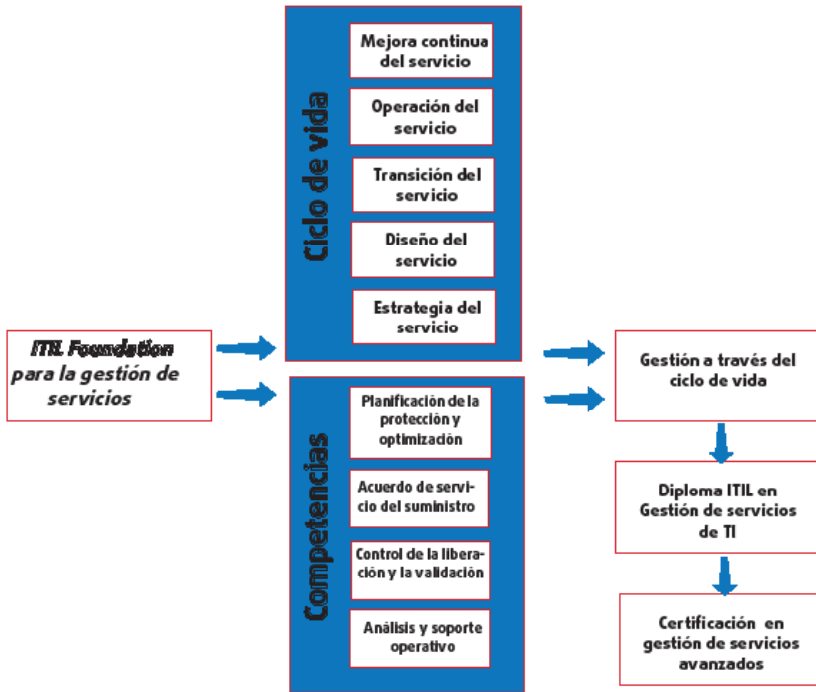 ITIL Foundation
para la gestión de
servicios
Ciclo de vida
Mejora continua
del servicio
Operación del
servicio
Transición del
servicio
Diseño del
servicio
Estrategia del
servicio
Competencias
Planificación de la
protección y
optimización
Acuerdo de servi-
cio del suministro
Control de la libera-
ción y la validación
Análisis y soporte
operativo
Gestión a través del
ciclo de vida
Diploma ITIL en
Gestión de servicios
de TI
Certificación en
gestión de servicios
avanzados